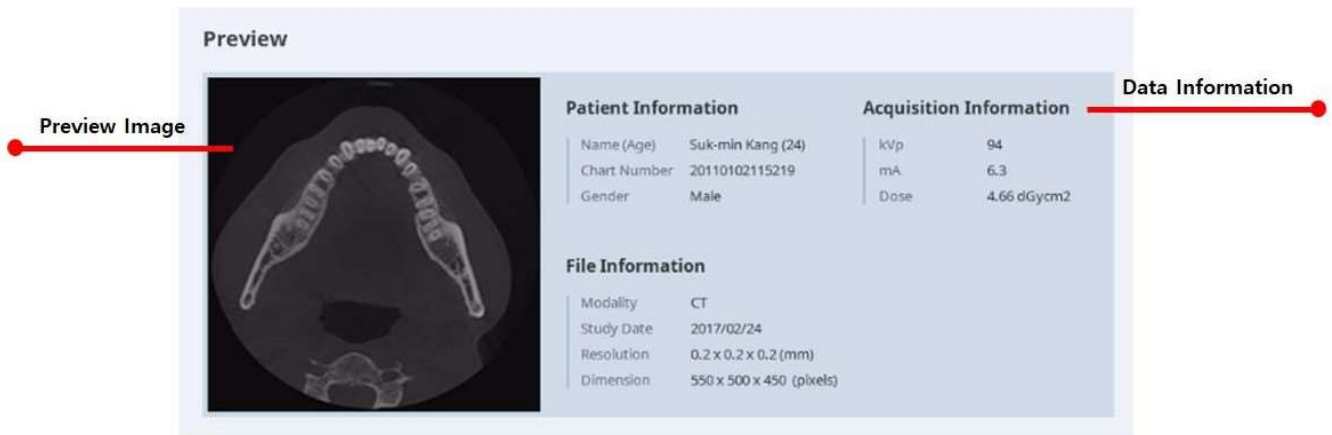 Preview
Preview Image
Data Information
Patient Information
Name (Age) Suk-min Kang (24)
Chart Number 20110102115219
Gender Male
Acquisition Information
kVp 94
mA 6.3
Dose 4.66 dGycm2
File Information
Modality CT
Study Date 2017/02/24
Resolution 0.2 x 0.2 x 0.2 (mm)
Dimension 550 x 500 x 450 (pixels)